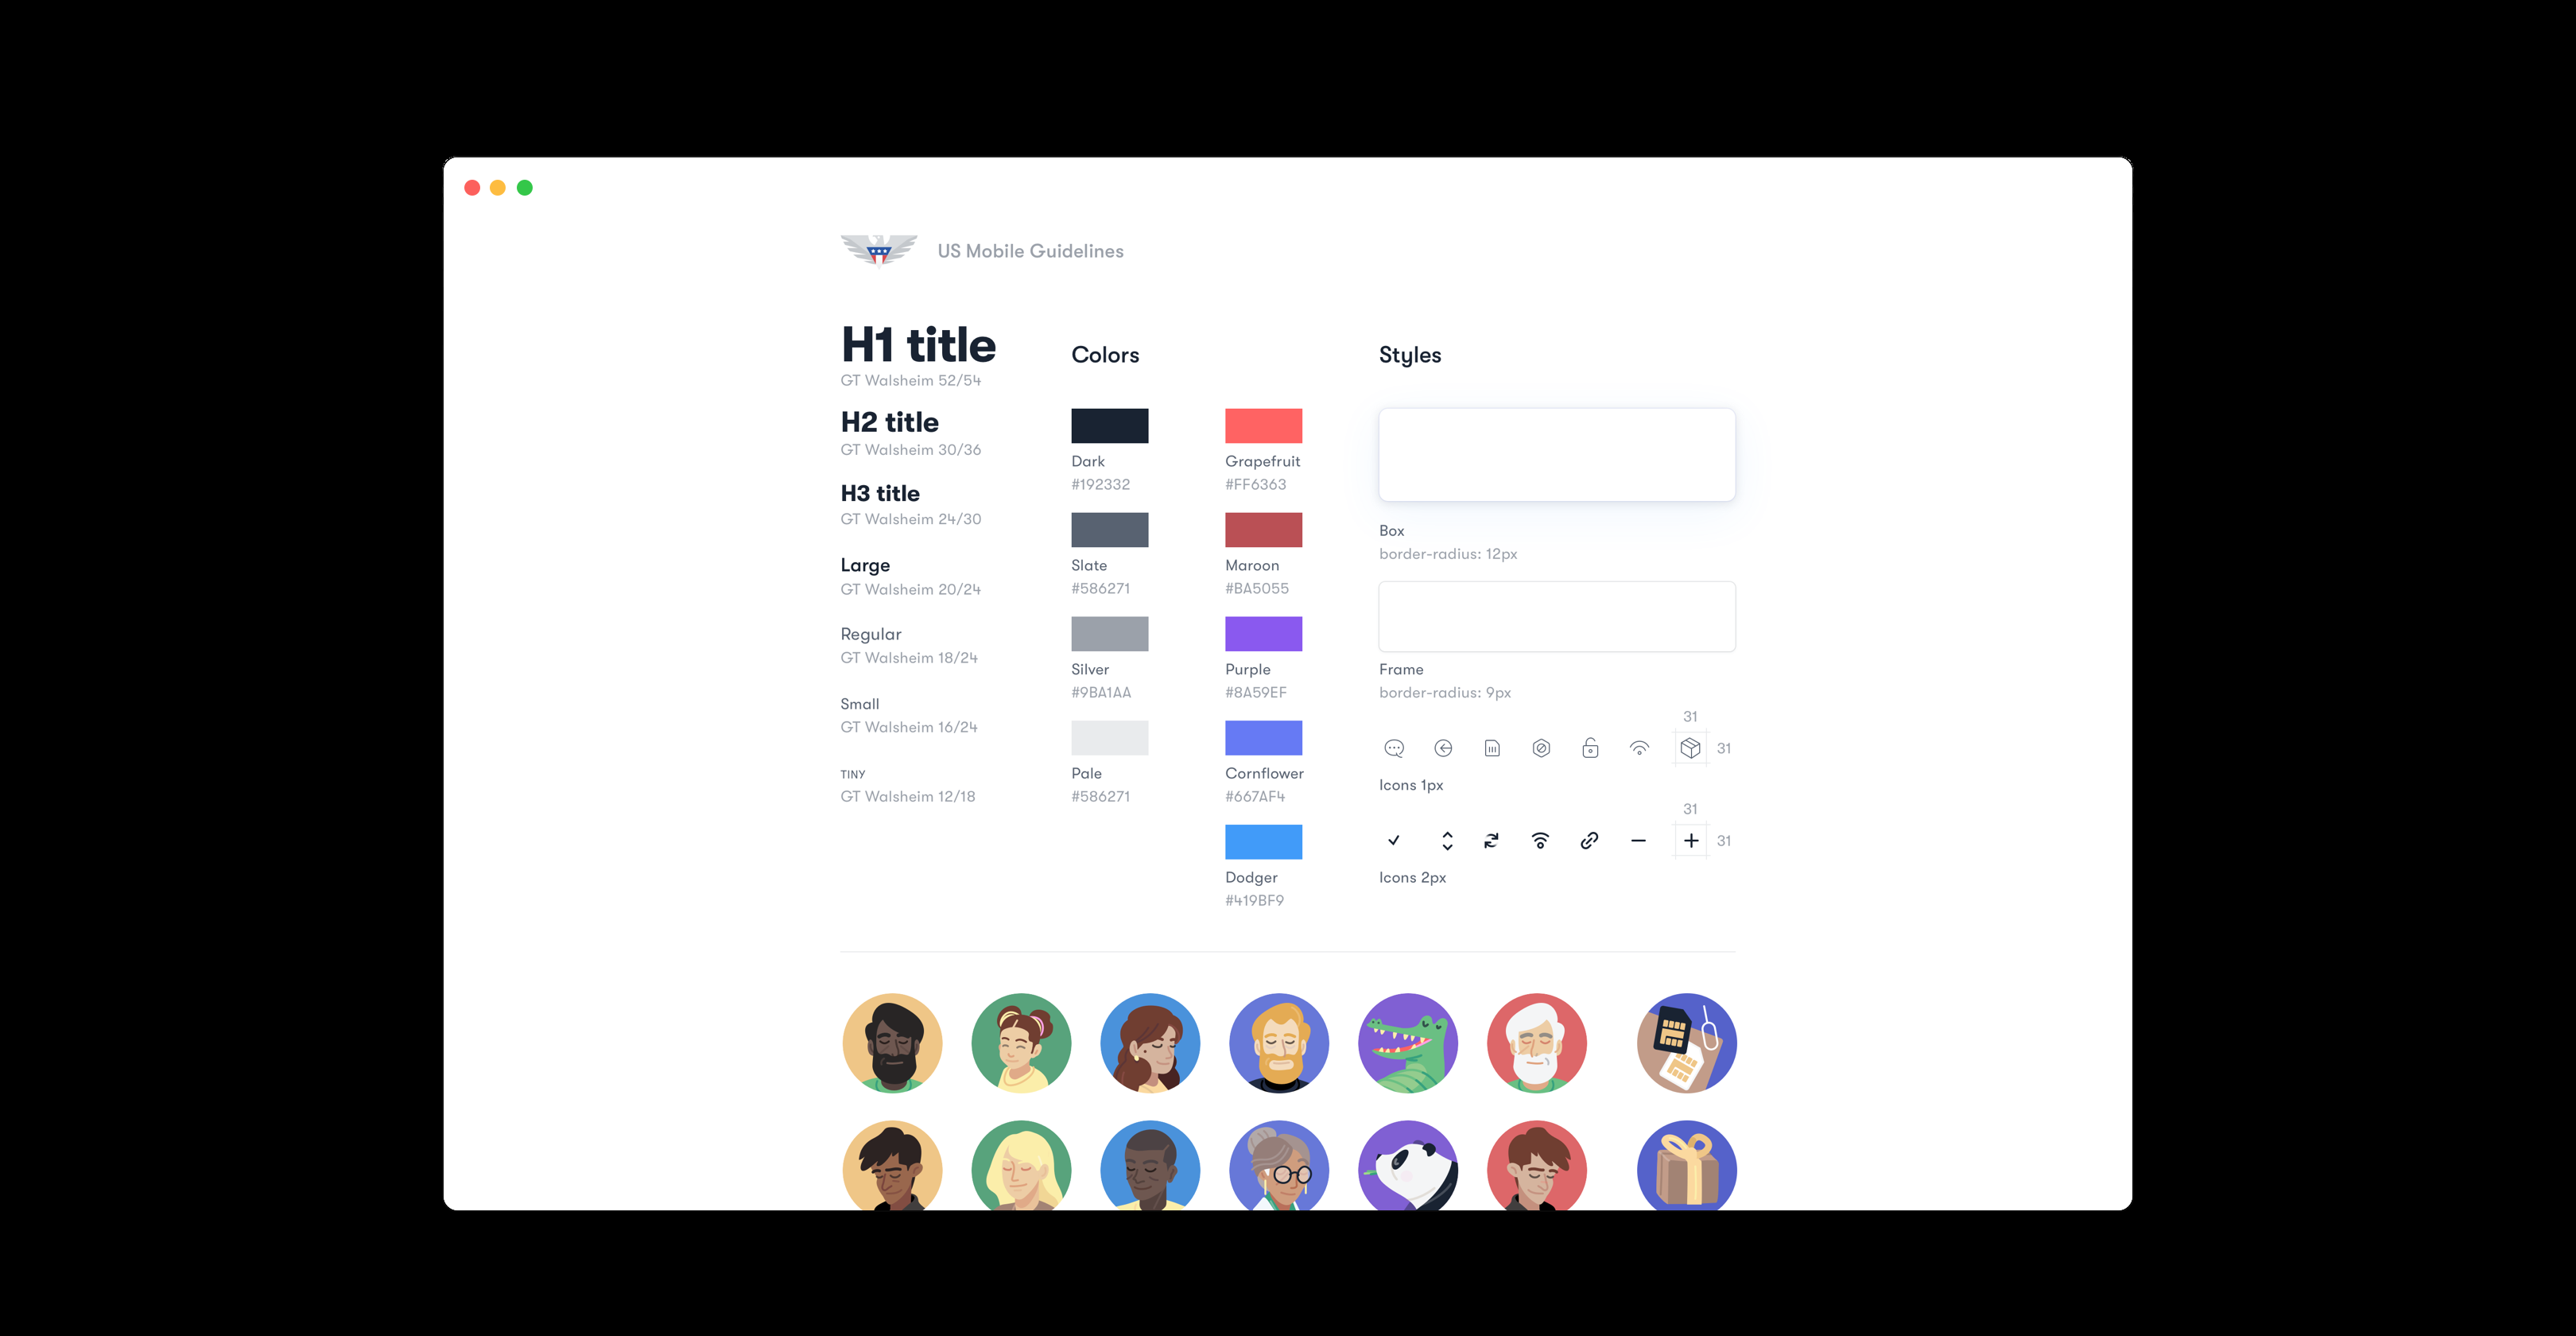 US Mobile Guidelines
H1 title
GT Walsheim 52/54
H2 title
GT Walsheim 30/36
H3 title
GT Walsheim 24/30
Large
GT Walsheim 20/24
Regular
GT Walsheim 18/24
Small
GT Walsheim 16/24
TINY
GT Walsheim 12/18
Colors
Dark
#192332
Slate
#586271
Silver
#9BA1AA
Pale
#586271
Grapefruit
#FF6363
Maroon
#BA5055
Purple
#8A59EF
Cornflower
#667AF4
Dodger
#419BF9
Styles
Box
border-radius: 12px
Frame
border-radius: 9px
31
31
Icons 1px
31
31
Icons 2px